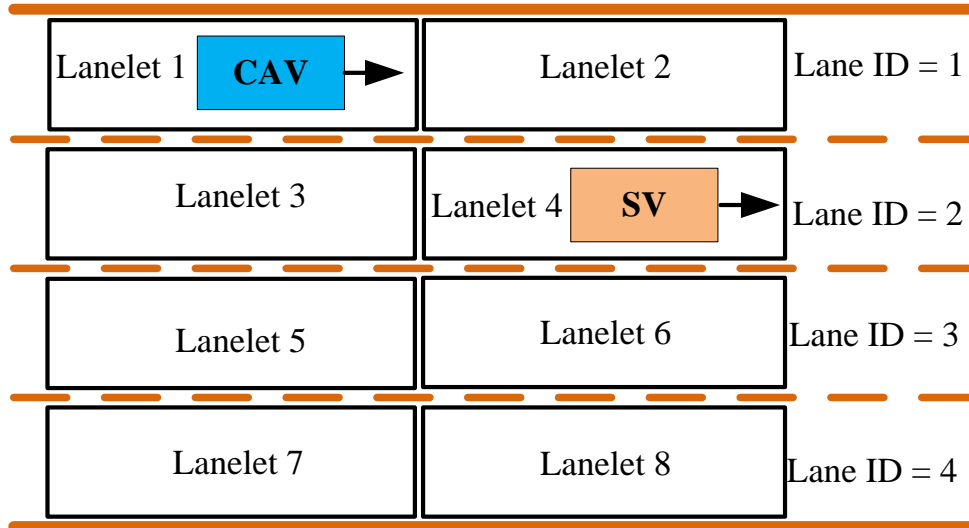 Lanelet 1
CAV
Lanelet 2
Lane ID = 1
Lanelet 3
Lanelet 4
SV
Lane ID = 2
Lanelet 5
Lanelet 6
Lane ID = 3
Lanelet 7
Lanelet 8
Lane ID = 4